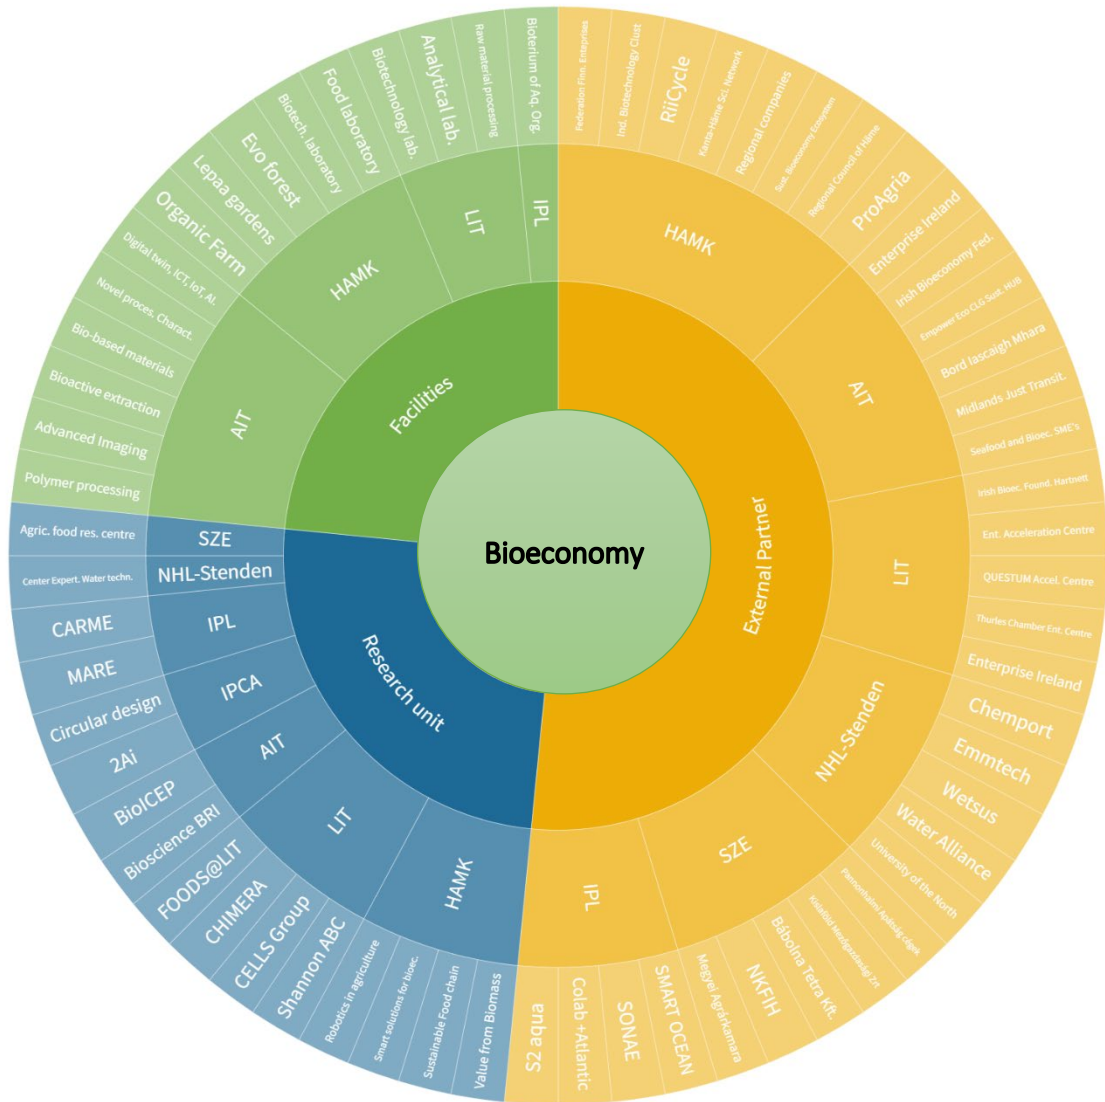 Bioeconomy
External Partner
HAMK
Federation Finn. Enteprises
Ind. Biotechnology Clust
RiiCycle
Kanta-Häme Sci. Network
Regional companies
Sust. Bioeconomy Ecosystem
Regional Council of Häme
ProAgria
AIT
Enterprise Ireland
Irish Bioeconomy Fed.
Empower Eco CLG Sust. HUB
Bord Iascaigh Mhara
Midlands Just Transit.
Seafood and Bioec. SME's
LIT
Irish Bioec. Found. Hartnett
Ent. Acceleration Centre
QUESTUM Accel. Centre
Thurles Chamber Ent. Centre
Enterprise Ireland
NHL-Stenden
Chemport
Emmtech
Wetsus
Water Alliance
University of the North
SZE
Pannonhalmi Apátság cégek
Kisalföld Mezőgazdasági Zrt
Bábolna Tetra Kft.
NKFIH
Megyei Agrárkamara
IPL
SMART OCEAN
SONAE
Colab +Atlantic
S2 aqua
Research unit
HAMK
Value from Biomass
Sustainable Food chain
Smart solutions for bioec.
Robotics in agriculture
LIT
Shannon ABC
CELLS Group
CHIMERA
FOODS@LIT
AIT
Bioscience BRI
BioICEP
IPCA
2Ai
Circular design
IPL
MARE
CARME
NHL-Stenden
Center Expert. Water techn.
SZE
Agric. food res. centre
Facilities
AIT
Polymer processing
Advanced Imaging
Bioactive extraction
Bio-based materials
Novel proces. Charact.
Digital twin, ICT, IoT, AI.
HAMK
Organic Farm
Lepaa gardens
Evo forest
Biotech. laboratory
Food laboratory
LIT
Biotechnology lab.
Analytical lab.
Raw material processing
IPL
Bioterium of Aq. Org.